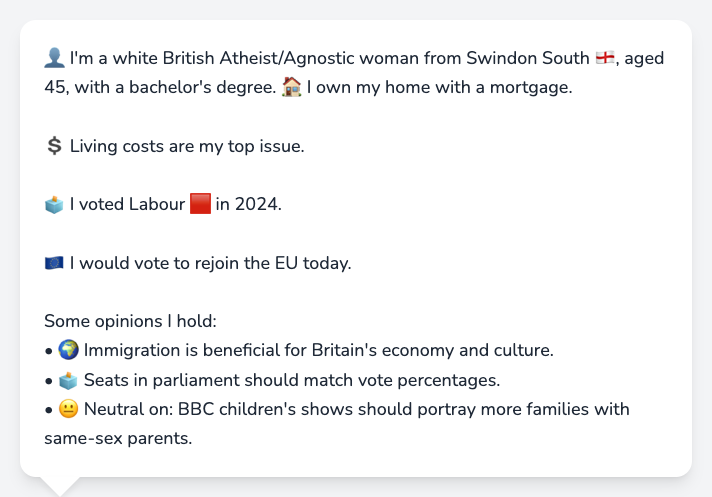 👤 I'm a white British Atheist/Agnostic woman from Swindon South 🏴󠁧󠁢󠁥󠁮󠁧󠁿, aged
45, with a bachelor's degree. 🏠 I own my home with a mortgage.
💲 Living costs are my top issue.
🗳️ I voted Labour 🟥 in 2024.
🇪🇺 I would vote to rejoin the EU today.
Some opinions I hold:
• 🌍 Immigration is beneficial for Britain's economy and culture.
• 🗳️ Seats in parliament should match vote percentages.
• 😐 Neutral on: BBC children's shows should portray more families with
same-sex parents.